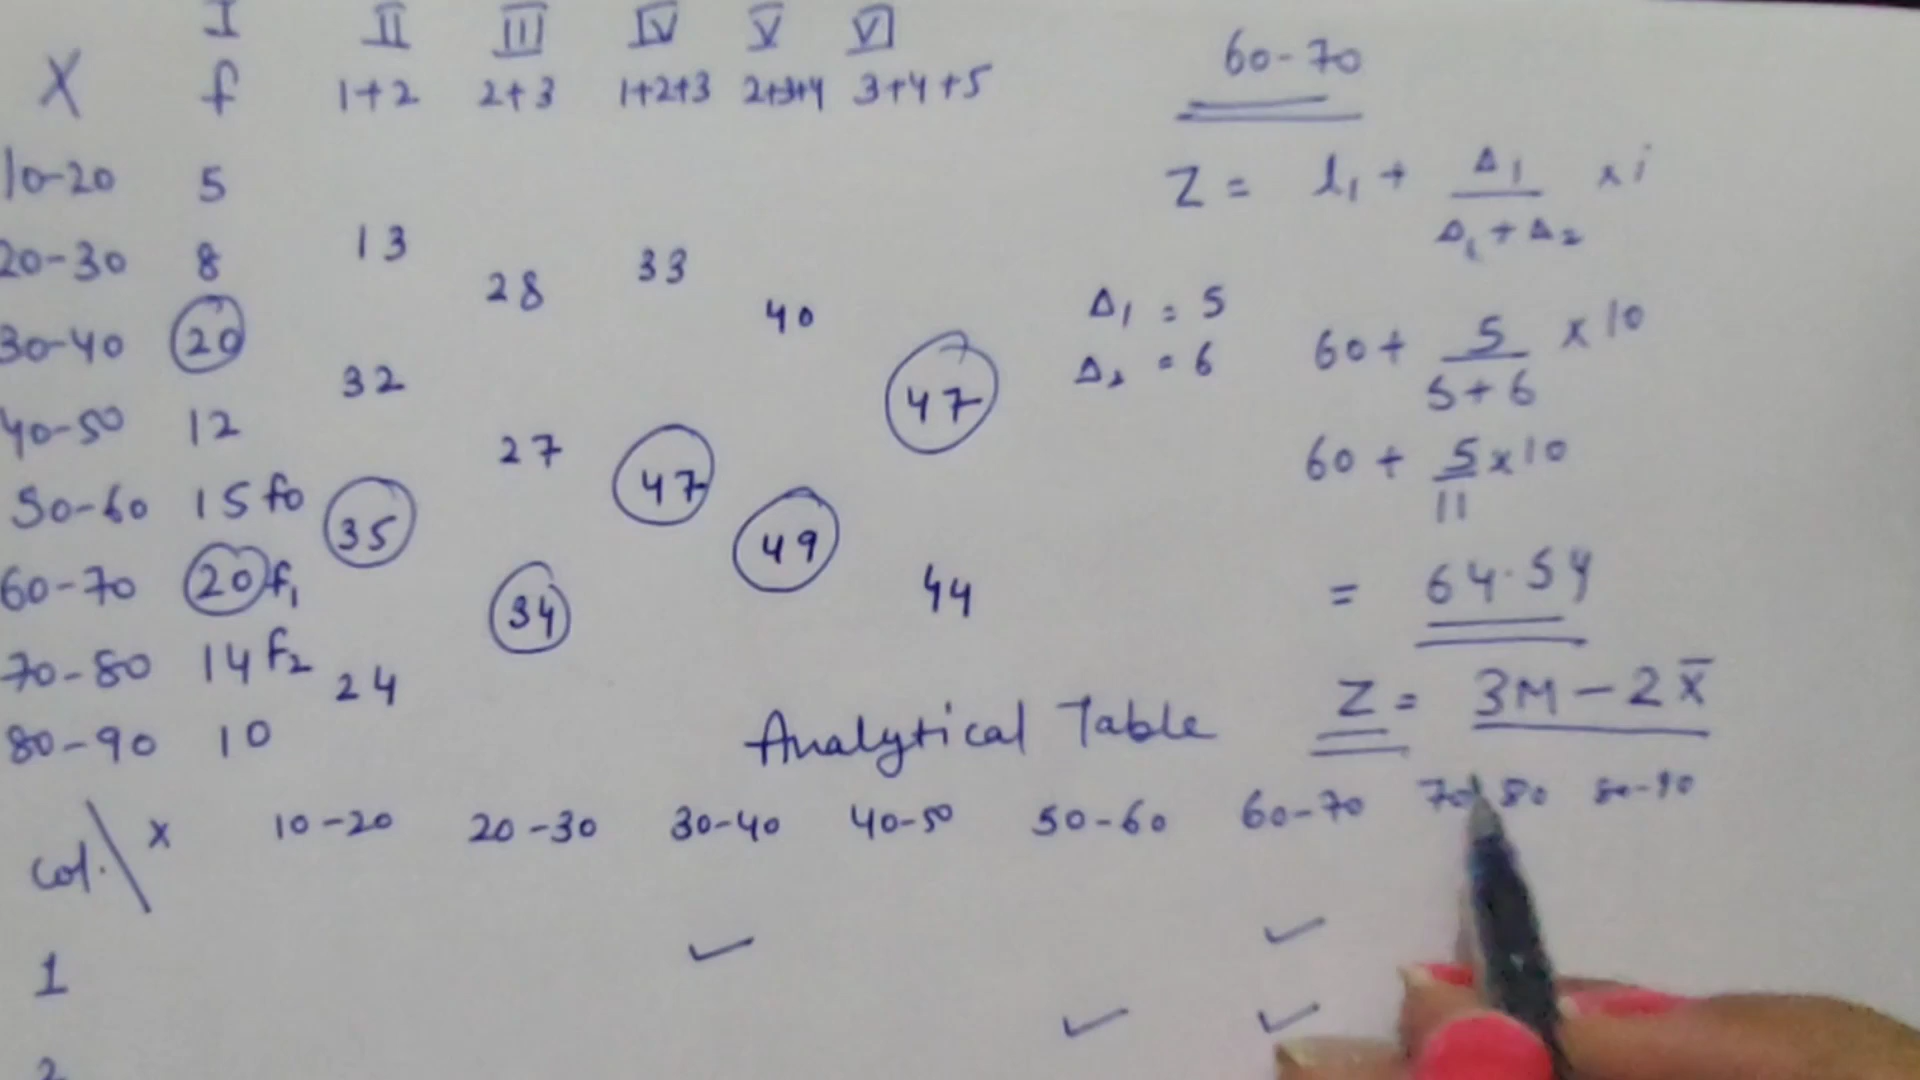 I II III IV V VI
X f 1+2 2+3 1+2+3 2+3+4 3+4+5
10-20 5
13
20-30 8
28
33
30-40 20
40
32
47
40-50 12
27
47
50-60 15 f0
35
49
60-70 20 f1
34
44
70-80 14 f2
24
80-90 10
60-70
Z = l1 + Δ1 / Δ1 + Δ2 × i
Δ1 = 5
Δ2 = 6
60 + 5 / 5+6 × 10
60 + 5/11 × 10
= 64.54
Z = 3M - 2X̄
Analytical Table
Col. \ X 10-20 20-30 30-40 40-50 50-60 60-70 70-80 80-90
1 ✓ ✓
✓ ✓
2